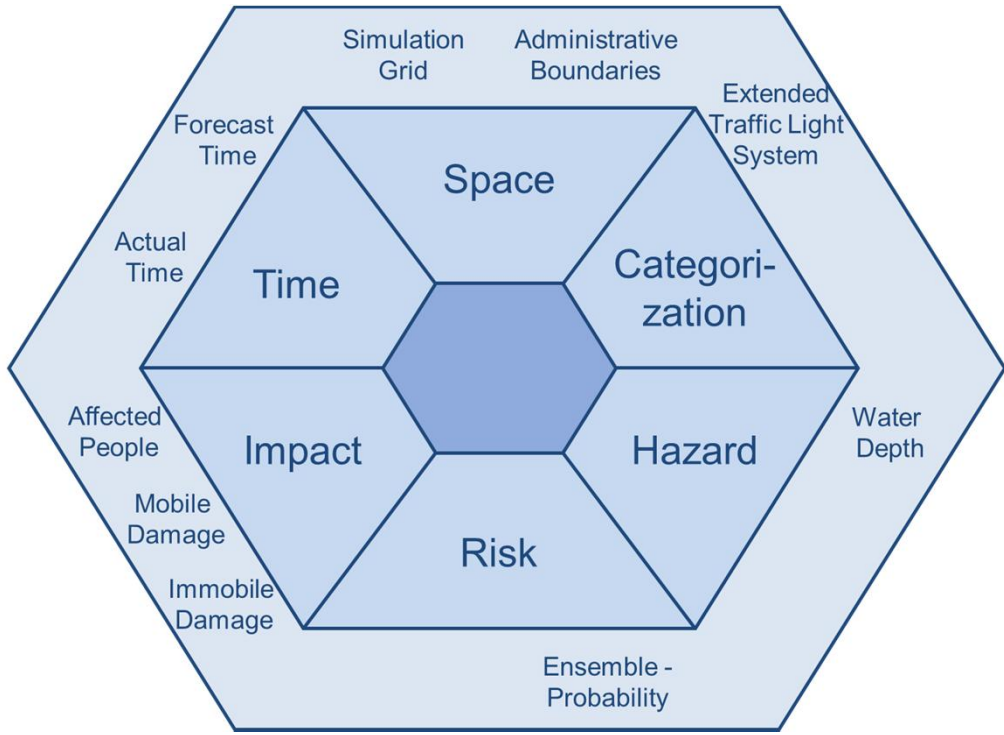 Simulation
Grid
Administrative
Boundaries
Extended
Traffic Light
System
Forecast
Time
Space
Actual
Time
Time
Categori-
zation
Affected
People
Impact
Hazard
Water
Depth
Mobile
Damage
Risk
Immobile
Damage
Ensemble -
Probability